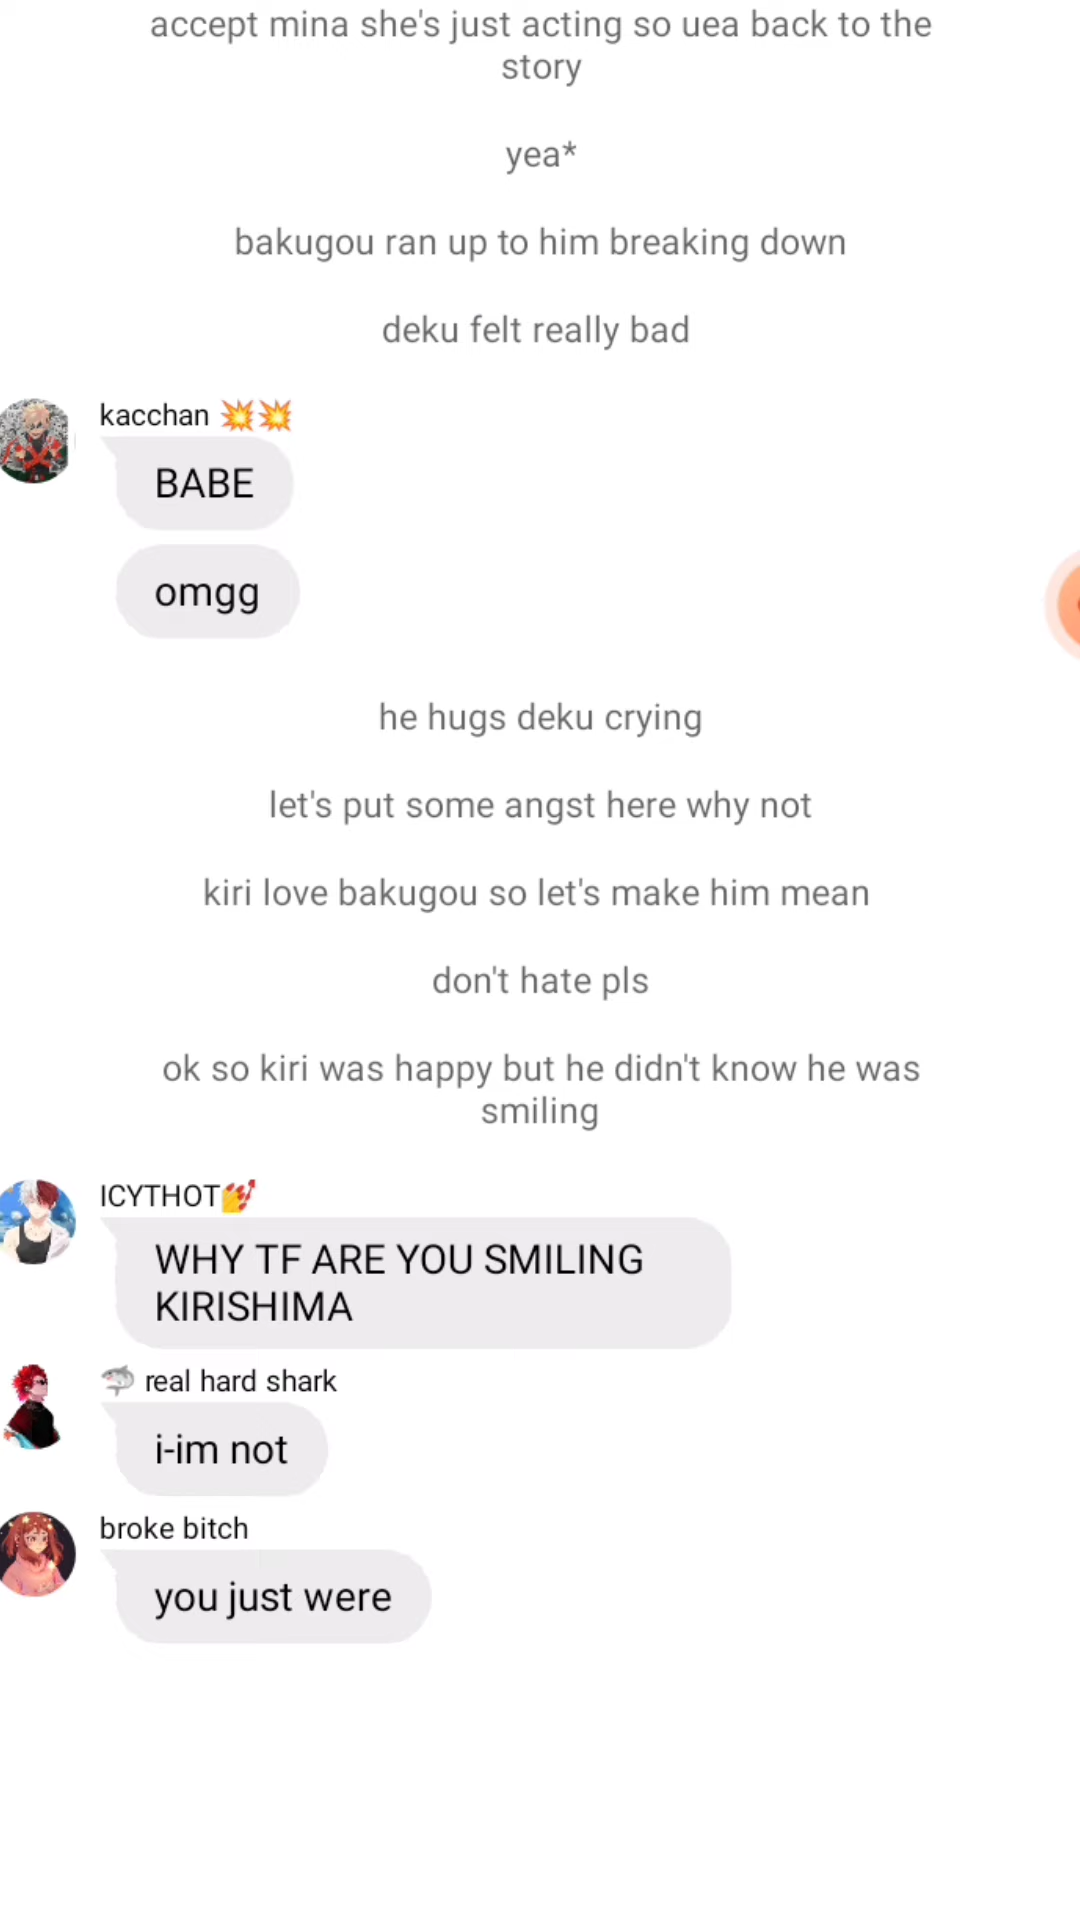 accept mina she's just acting so uea back to the
story
yea*
bakugou ran up to him breaking down
deku felt really bad
kacchan 💥💥
BABE
omgg
he hugs deku crying
let's put some angst here why not
kiri love bakugou so let's make him mean
don't hate pls
ok so kiri was happy but he didn't know he was
smiling
ICYTHOT💅
WHY TF ARE YOU SMILING
KIRISHIMA
🦈 real hard shark
i-im not
broke bitch
you just were